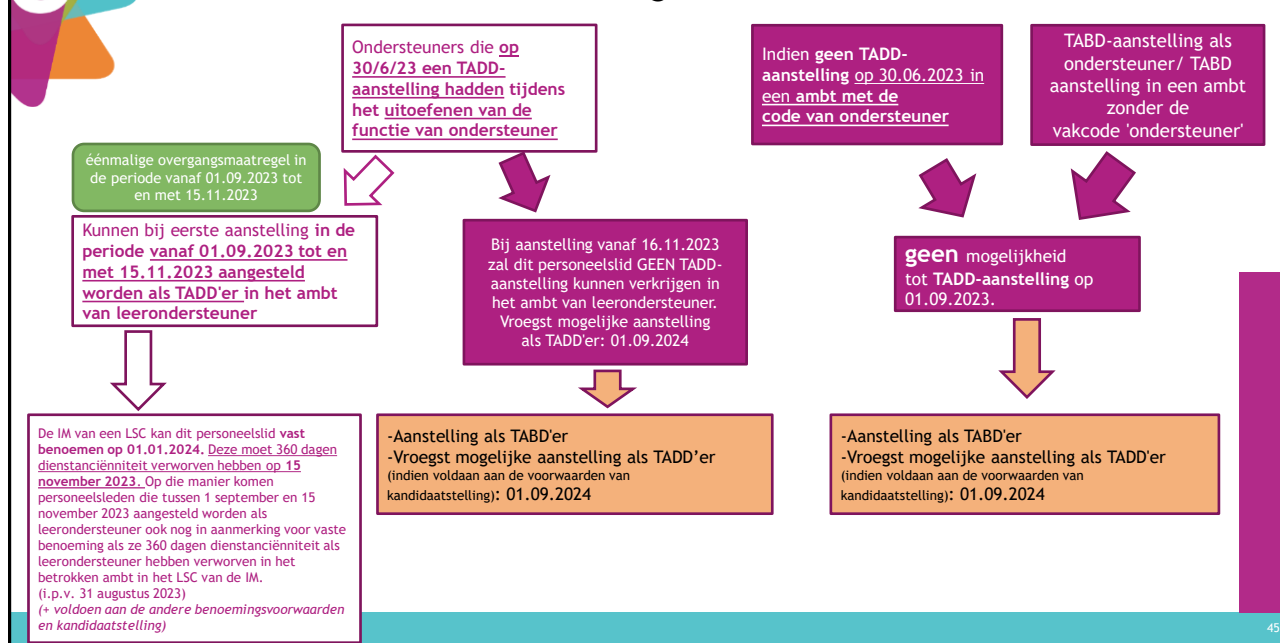 Ondersteuners die op
30/6/23 een TADD-
aanstelling hadden tijdens
het uitoefenen van de
functie van ondersteuner
Indien geen TADD-
aanstelling op 30.06.2023 in
een ambt met de
code van ondersteuner
TABD-aanstelling als
ondersteuner/ TABD
aanstelling in een ambt
zonder de
vakcode 'ondersteuner'
éénmalige overgangsmaatregel in
de periode vanaf 01.09.2023 tot
en met 15.11.2023
Kunnen bij eerste aanstelling in de
periode vanaf 01.09.2023 tot en
met 15.11.2023 aangesteld
worden als TADD'er in het ambt
van leerondersteuner
Bij aanstelling vanaf 16.11.2023
zal dit personeelslid GEEN TADD-
aanstelling kunnen verkrijgen in
het ambt van leerondersteuner.
Vroegst mogelijke aanstelling
als TADD'er: 01.09.2024
geen mogelijkheid
tot TADD-aanstelling op
01.09.2023.
De IM van een LSC kan dit personeelslid vast
benoemen op 01.01.2024. Deze moet 360 dagen
dienstanciënniteit verworven hebben op 15
november 2023. Op die manier komen
personeelsleden die tussen 1 september en 15
november 2023 aangesteld worden als
leerondersteuner ook nog in aanmerking voor vaste
benoeming als ze 360 dagen dienstanciënniteit als
leerondersteuner hebben verworven in het
betrokken ambt in het LSC van de IM.
(i.p.v. 31 augustus 2023)
(+ voldoen aan de andere benoemingsvoorwaarden
en kandidaatstelling)
-Aanstelling als TABD'er
-Vroegst mogelijke aanstelling als TADD’er
(indien voldaan aan de voorwaarden van
kandidaatstelling): 01.09.2024
-Aanstelling als TABD'er
-Vroegst mogelijke aanstelling als TADD'er
(indien voldaan aan de voorwaarden van
kandidaatstelling): 01.09.2024
45